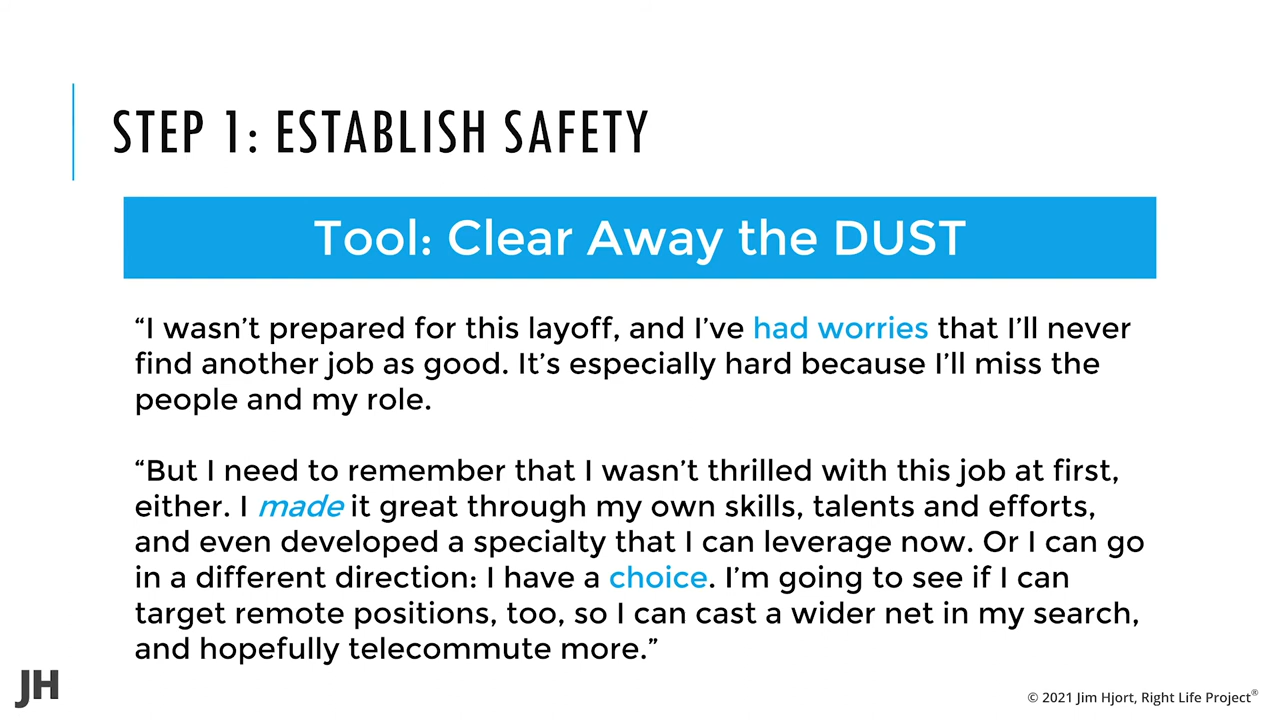 STEP 1: ESTABLISH SAFETY
Tool: Clear Away the DUST
“I wasn’t prepared for this layoff, and I’ve had worries that I’ll never
find another job as good. It’s especially hard because I’ll miss the
people and my role.
“But I need to remember that I wasn’t thrilled with this job at first,
either. I made it great through my own skills, talents and efforts,
and even developed a specialty that I can leverage now. Or I can go
in a different direction: I have a choice. I’m going to see if I can
target remote positions, too, so I can cast a wider net in my search,
and hopefully telecommute more.”
JH
© 2021 Jim Hjort, Right Life Project®